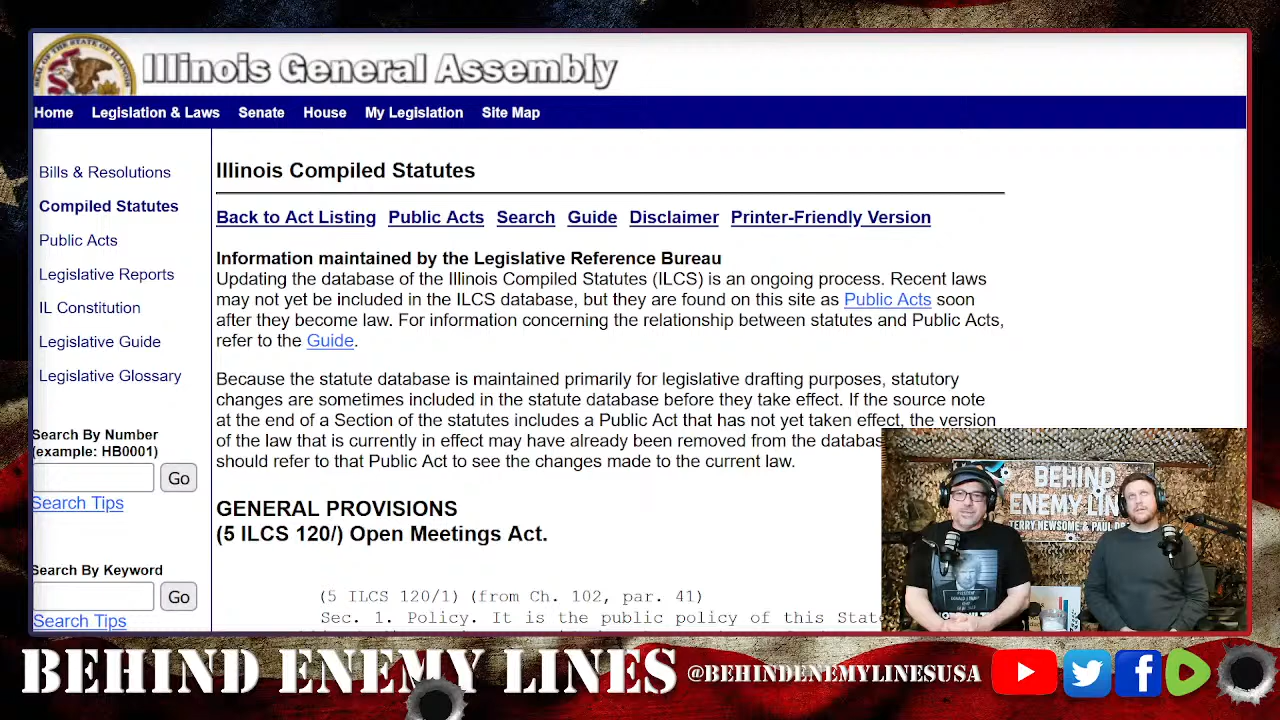 Illinois General Assembly
Home Legislation & Laws Senate House My Legislation Site Map
Bills & Resolutions
Compiled Statutes
Public Acts
Legislative Reports
IL Constitution
Legislative Guide
Legislative Glossary
Search By Number
(example: HB0001)
Go
Search Tips
Search By Keyword
Go
Search Tips
Illinois Compiled Statutes
Back to Act Listing Public Acts Search Guide Disclaimer Printer-Friendly Version
Information maintained by the Legislative Reference Bureau
Updating the database of the Illinois Compiled Statutes (ILCS) is an ongoing process. Recent laws
may not yet be included in the ILCS database, but they are found on this site as Public Acts soon
after they become law. For information concerning the relationship between statutes and Public Acts,
refer to the Guide.
Because the statute database is maintained primarily for legislative drafting purposes, statutory
changes are sometimes included in the statute database before they take effect. If the source note
at the end of a Section of the statutes includes a Public Act that has not yet taken effect, the version
of the law that is currently in effect may have already been removed from the databas
should refer to that Public Act to see the changes made to the current law.
GENERAL PROVISIONS
(5 ILCS 120/) Open Meetings Act.
(5 ILCS 120/1) (from Ch. 102, par. 41)
Sec. 1. Policy. It is the public policy of this State
BEHIND
ENEMY LIN
TERRY NEWSOME & PAUL
BEHIND ENEMY LINES
@BEHINDENEMYLINESUSA